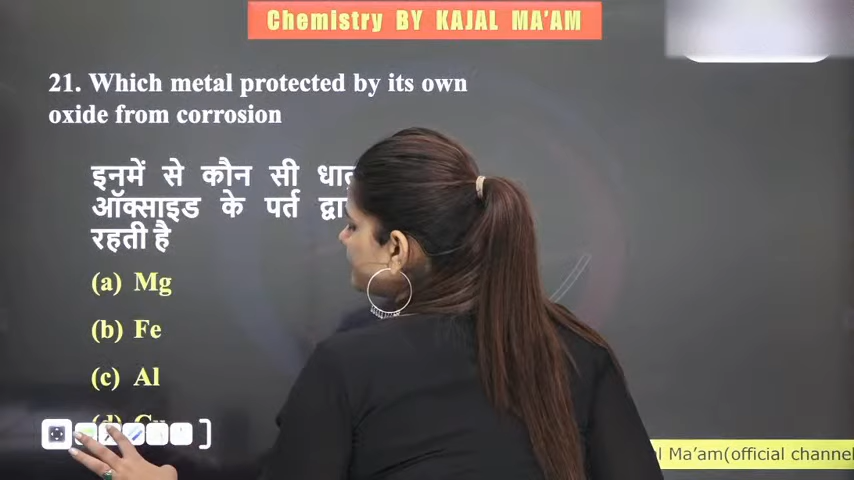 Chemistry BY KAJAL MA'AM
21. Which metal protected by its own
oxide from corrosion
इनमें से कौन सी
ऑक्साइड के पर्त
रहती है
(a) Mg
(b) Fe
(c) Al
(d)
Ma'am(official channel